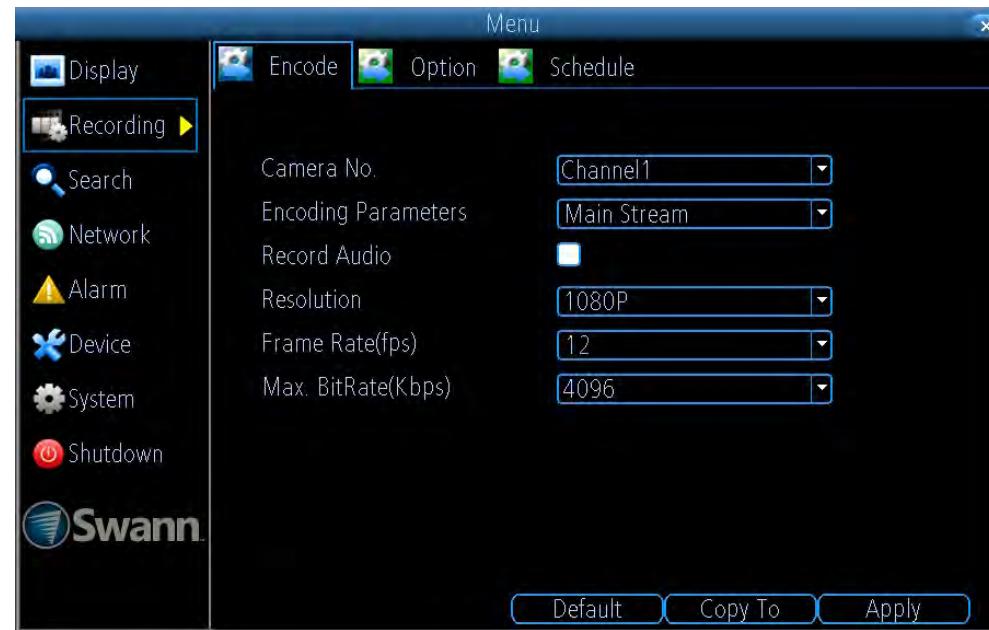 Menu
Display
Recording
Search
Network
Alarm
Device
System
Shutdown
Swann
Encode Option Schedule
Camera No. Channel1
Encoding Parameters Main Stream
Record Audio
Resolution 1080P
Frame Rate(fps) 12
Max. BitRate(Kbps) 4096
Default Copy To Apply